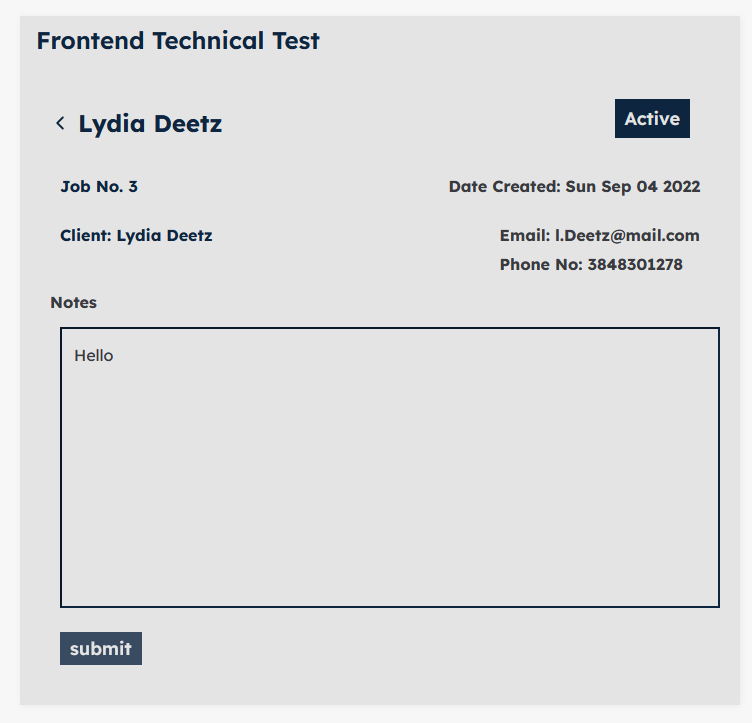 Frontend Technical Test
Lydia Deetz
Active
Job No. 3
Date Created: Sun Sep 04 2022
Client: Lydia Deetz
Email: l.Deetz@mail.com
Phone No: 3848301278
Notes
Hello
submit